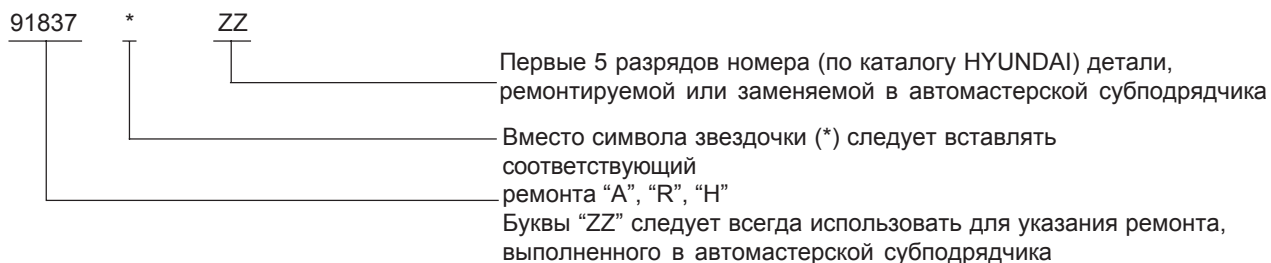 91837 * ZZ
Первые 5 разрядов номера (по каталогу HYUNDAI) детали,
ремонтируемой или заменяемой в автомастерской субподрядчика
Вместо символа звездочки (*) следует вставлять
соответствующий
ремонта “A”, “R”, “H”
Буквы “ZZ” следует всегда использовать для указания ремонта,
выполненного в автомастерской субподрядчика